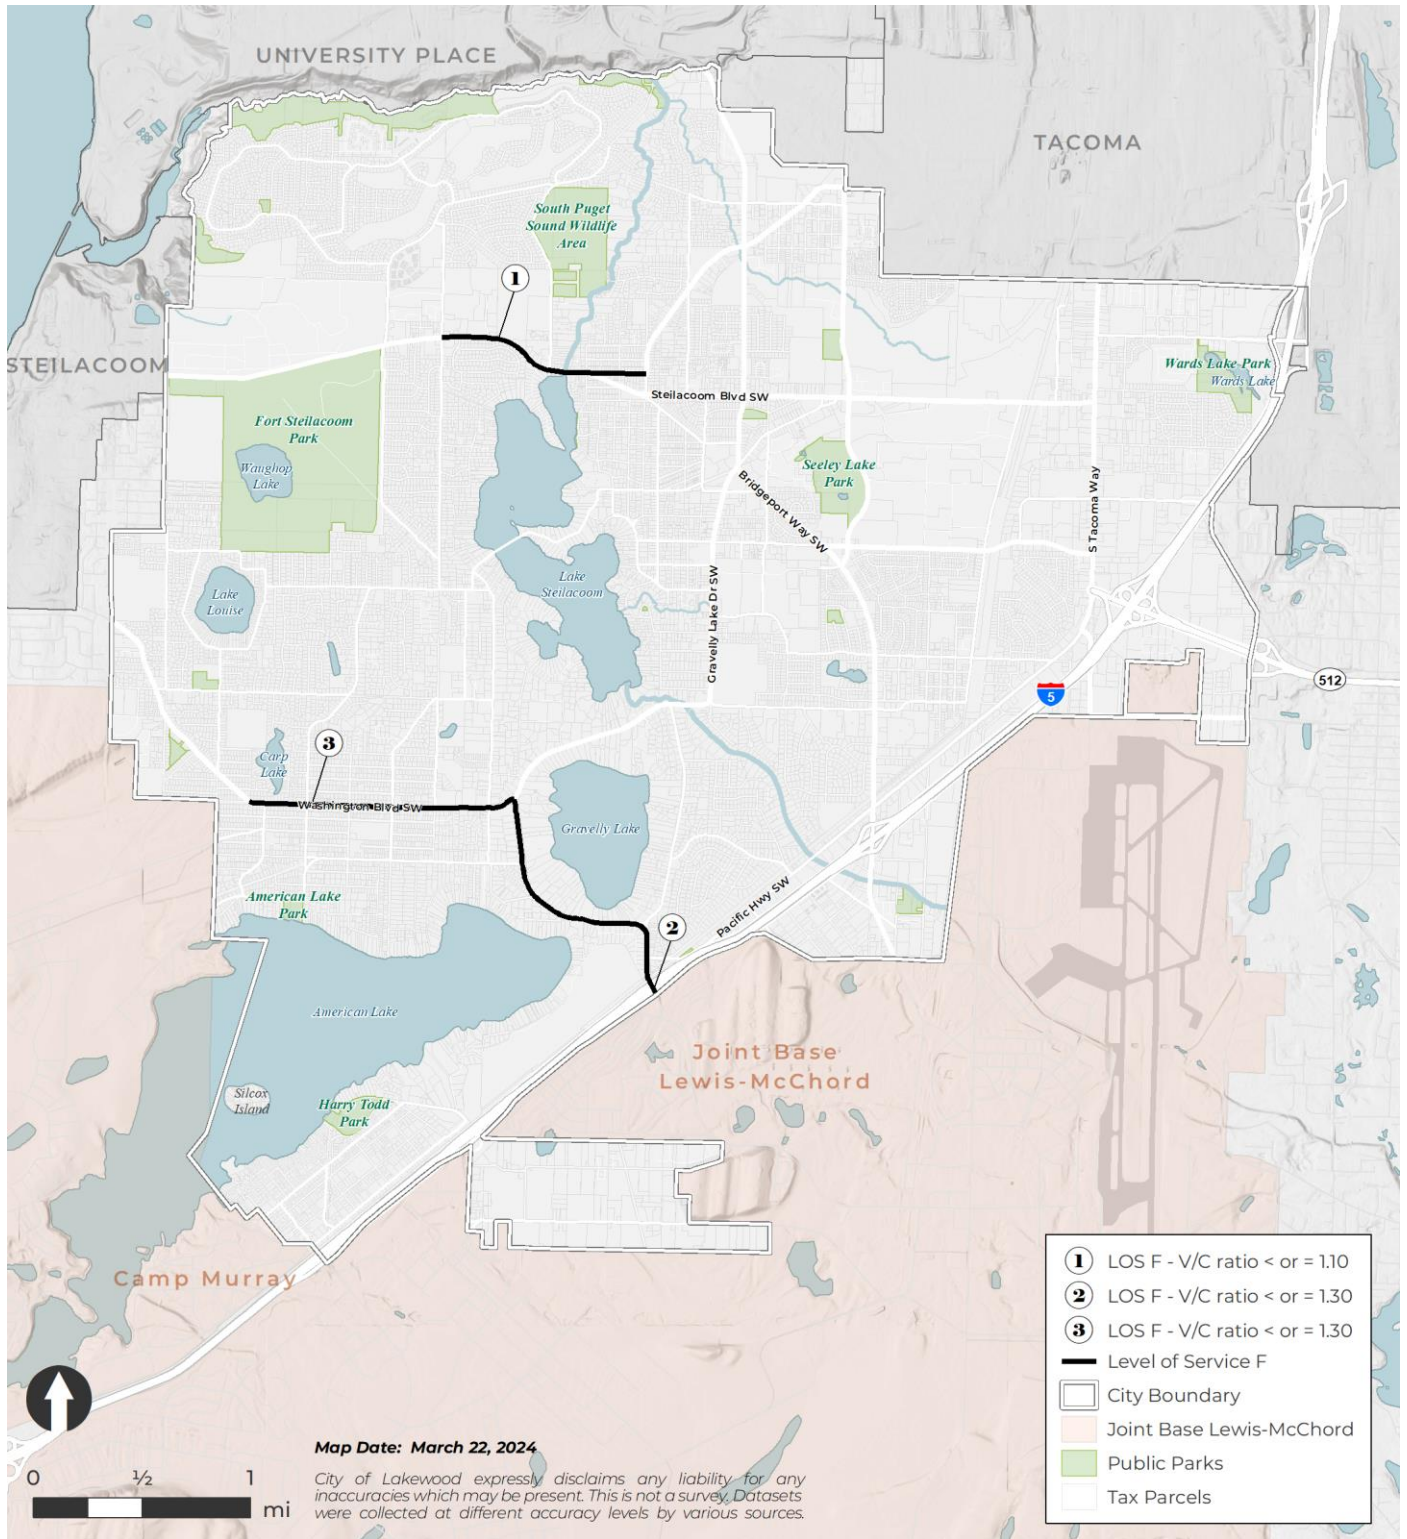 UNIVERSITY PLACE
TACOMA
South Puget
Sound Wildlife
Area
1
STEILACOOM
Wards Lake Park
Wards Lake
Steilacoom Blvd SW
Fort Steilacoom
Park
Waughop
Lake
Seeley Lake
Park
Bridgeport Way SW
S Tacoma Way
Lake
Steilacoom
Lake
Louise
Gravelly Lake Dr SW
512
5
3
Carp
Lake
Washington Blvd SW
Gravelly Lake
American Lake
Park
Pacific Hwy SW
2
American Lake
Joint Base
Lewis-McChord
Silcox
Island
Harry Todd
Park
Camp Murray
1 LOS F - V/C ratio < or = 1.10
2 LOS F - V/C ratio < or = 1.30
3 LOS F - V/C ratio < or = 1.30
Level of Service F
City Boundary
Joint Base Lewis-McChord
Public Parks
Tax Parcels
Map Date: March 22, 2024
0 ½ 1
mi
City of Lakewood expressly disclaims any liability for any
inaccuracies which may be present. This is not a survey. Datasets
were collected at different accuracy levels by various sources.